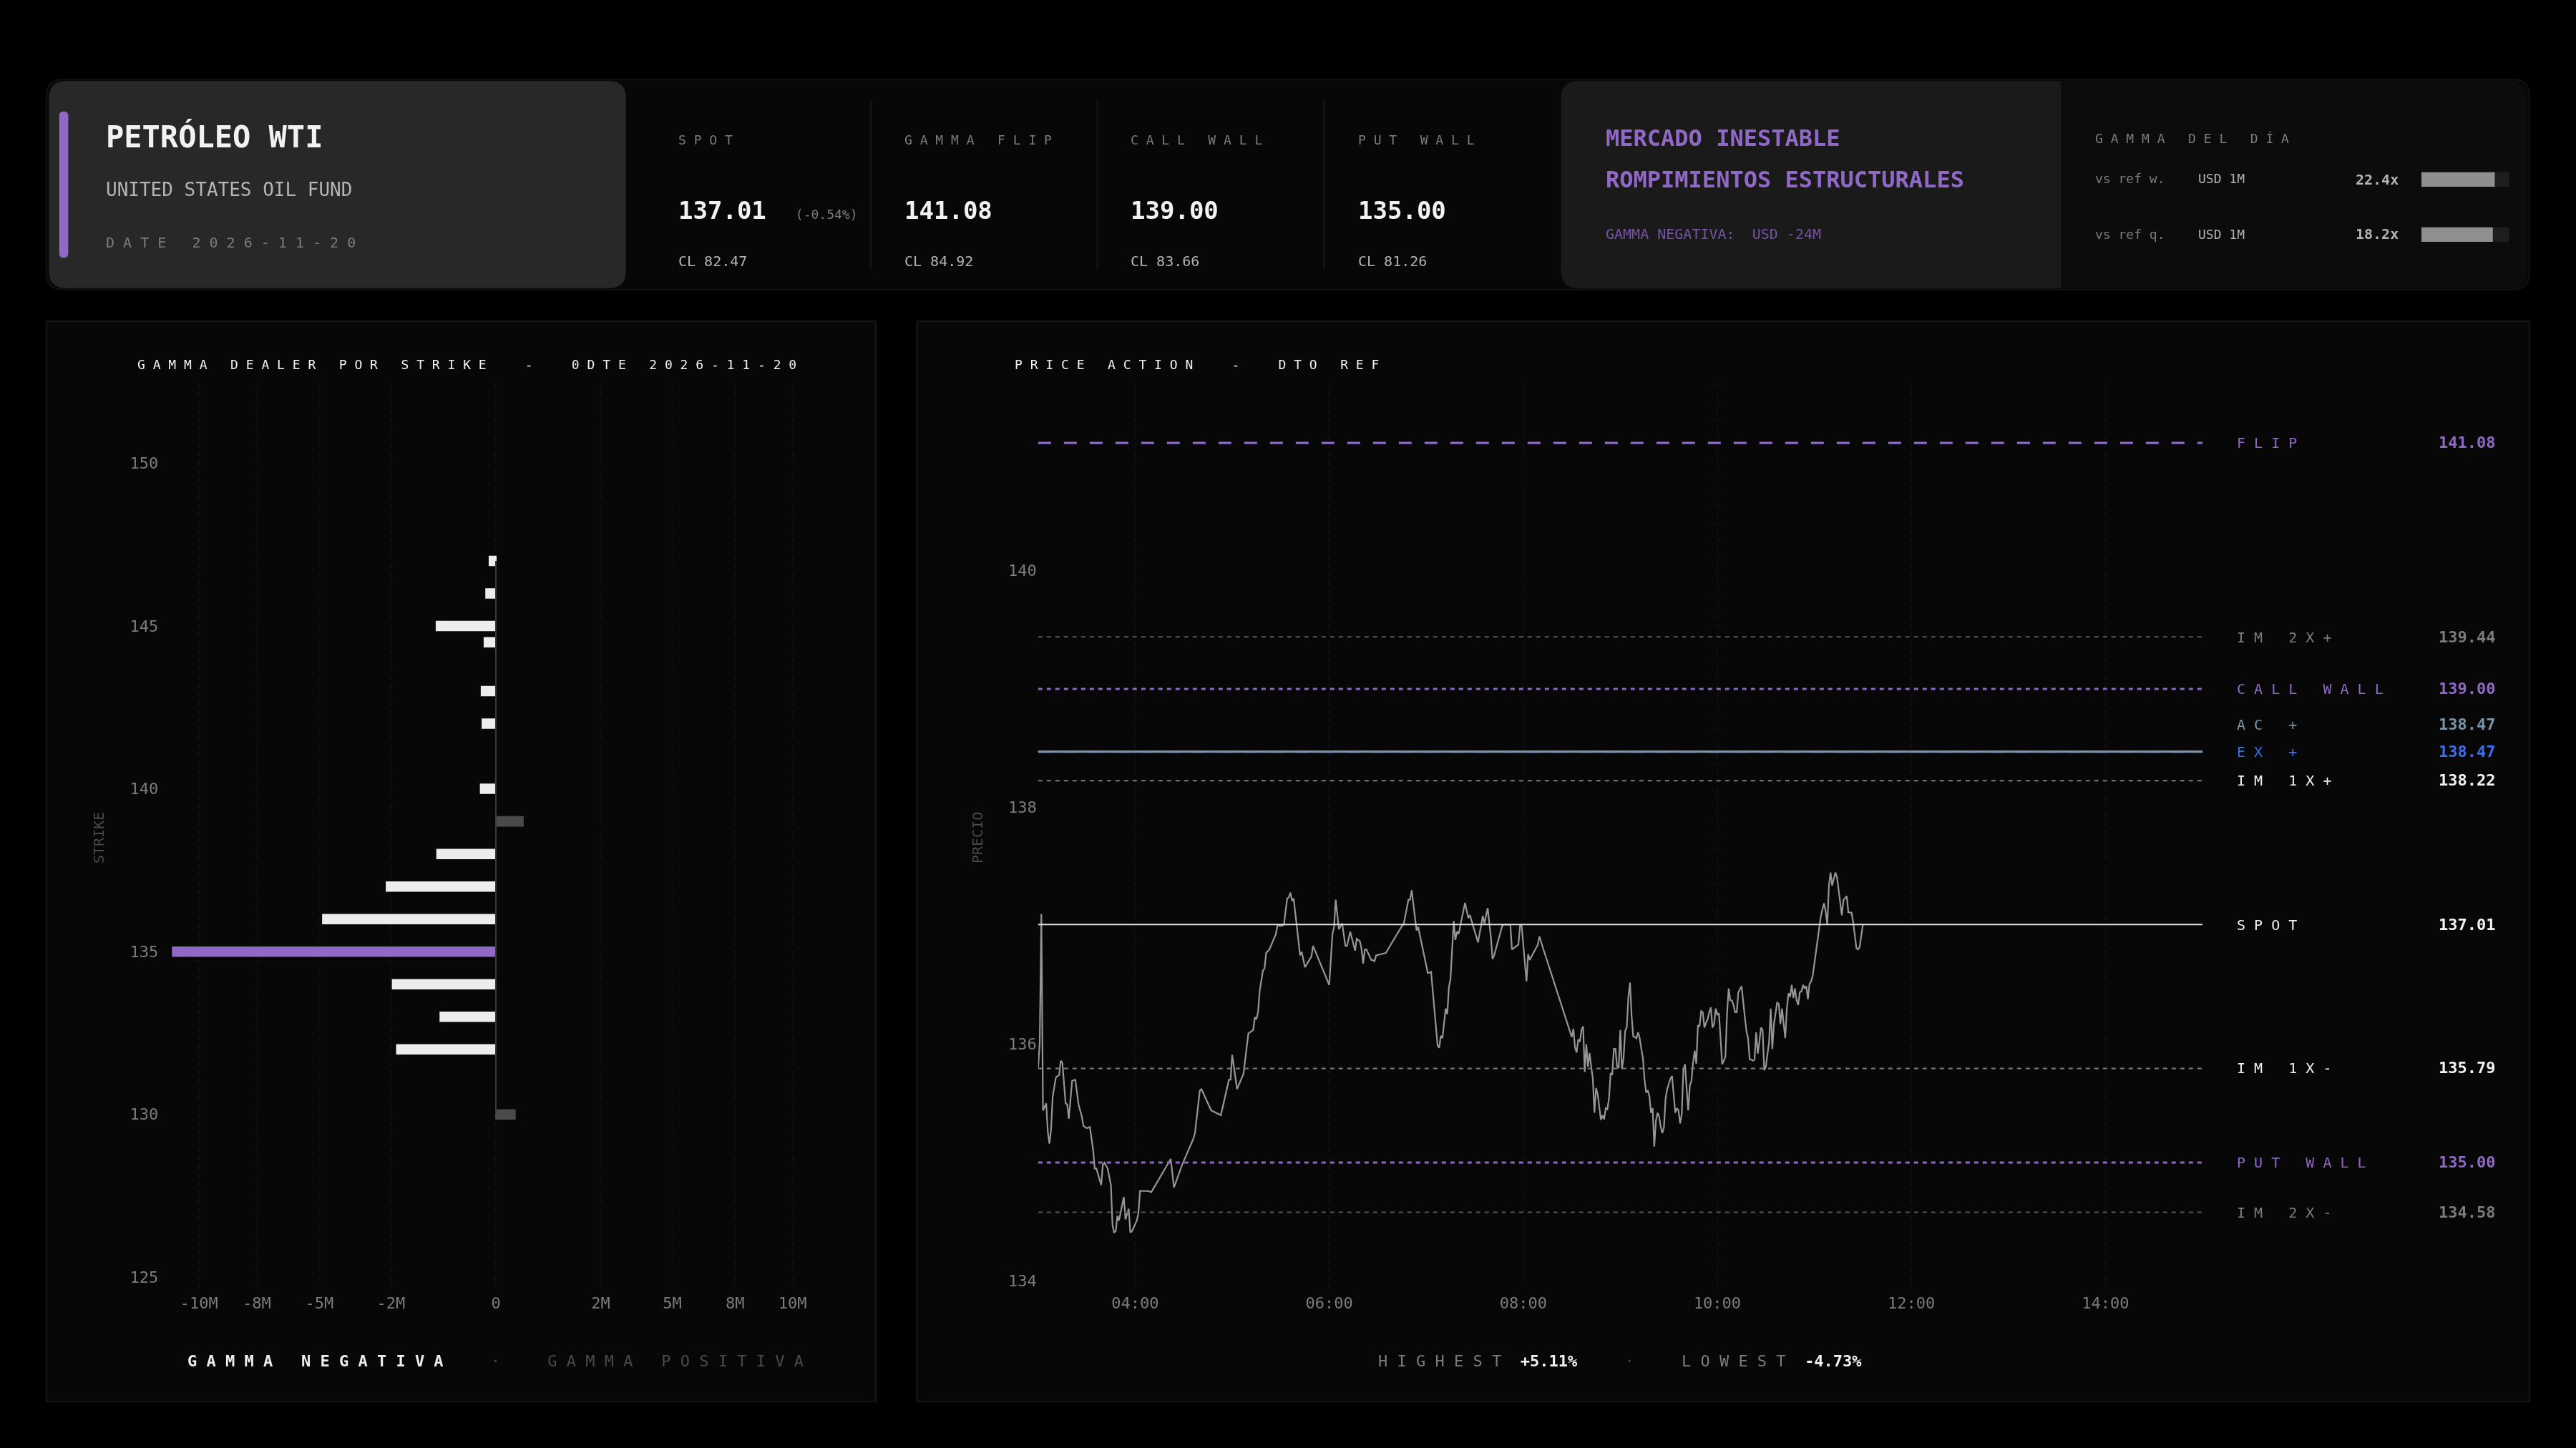 PETRÓLEO WTI
UNITED STATES OIL FUND
DATE 2026-11-20
SPOT
137.01 (-0.54%)
CL 82.47
GAMMA FLIP
141.08
CL 84.92
CALL WALL
139.00
CL 83.66
PUT WALL
135.00
CL 81.26
MERCADO INESTABLE
ROMPIMIENTOS ESTRUCTURALES
GAMMA NEGATIVA: USD -24M
GAMMA DEL DÍA
vs ref w. USD 1M 22.4x
vs ref q. USD 1M 18.2x
GAMMA DEALER POR STRIKE - 0DTE 2026-11-20
STRIKE
150
145
140
135
130
125
-10M -8M -5M -2M 0 2M 5M 8M 10M
GAMMA NEGATIVA · GAMMA POSITIVA
PRICE ACTION - DTO REF
PRECIO
140
138
136
134
04:00 06:00 08:00 10:00 12:00 14:00
FLIP 141.08
IM 2X+ 139.44
CALL WALL 139.00
AC + 138.47
EX + 138.47
IM 1X+ 138.22
SPOT 137.01
IM 1X- 135.79
PUT WALL 135.00
IM 2X- 134.58
HIGHEST +5.11% · LOWEST -4.73%